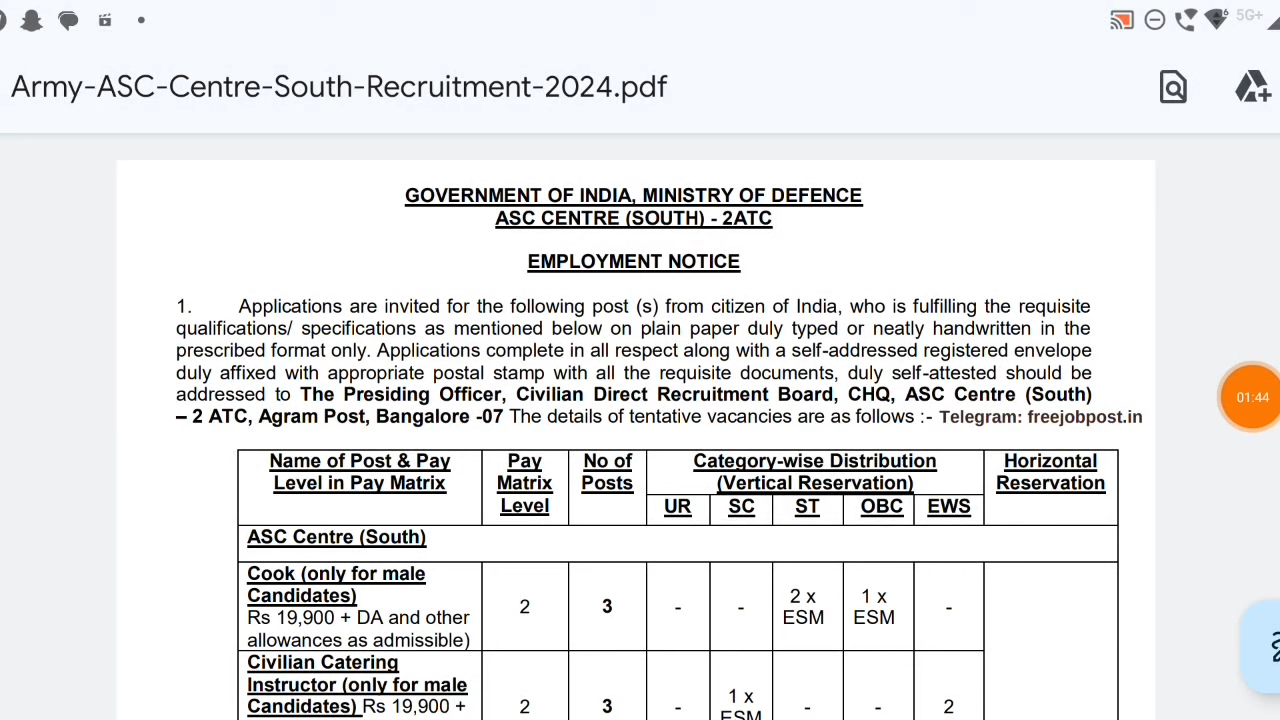 5G+
Army-ASC-Centre-South-Recruitment-2024.pdf
GOVERNMENT OF INDIA, MINISTRY OF DEFENCE
ASC CENTRE (SOUTH) - 2ATC
EMPLOYMENT NOTICE
1. Applications are invited for the following post (s) from citizen of India, who is fulfilling the requisite
qualifications/ specifications as mentioned below on plain paper duly typed or neatly handwritten in the
prescribed format only. Applications complete in all respect along with a self-addressed registered envelope
duly affixed with appropriate postal stamp with all the requisite documents, duly self-attested should be
addressed to The Presiding Officer, Civilian Direct Recruitment Board, CHQ, ASC Centre (South)
– 2 ATC, Agram Post, Bangalore -07 The details of tentative vacancies are as follows :- Telegram: freejobpost.in
01:44
Name of Post & Pay Pay No of Category-wise Distribution Horizontal
Level in Pay Matrix Matrix Posts (Vertical Reservation) Reservation
Level UR SC ST OBC EWS
ASC Centre (South)
Cook (only for male
Candidates) 2 3 - - 2 x 1 x -
Rs 19,900 + DA and other ESM ESM
allowances as admissible)
Civilian Catering
Instructor (only for male 1 x
Candidates) Rs 19,900 + 2 3 - ESM - - 2